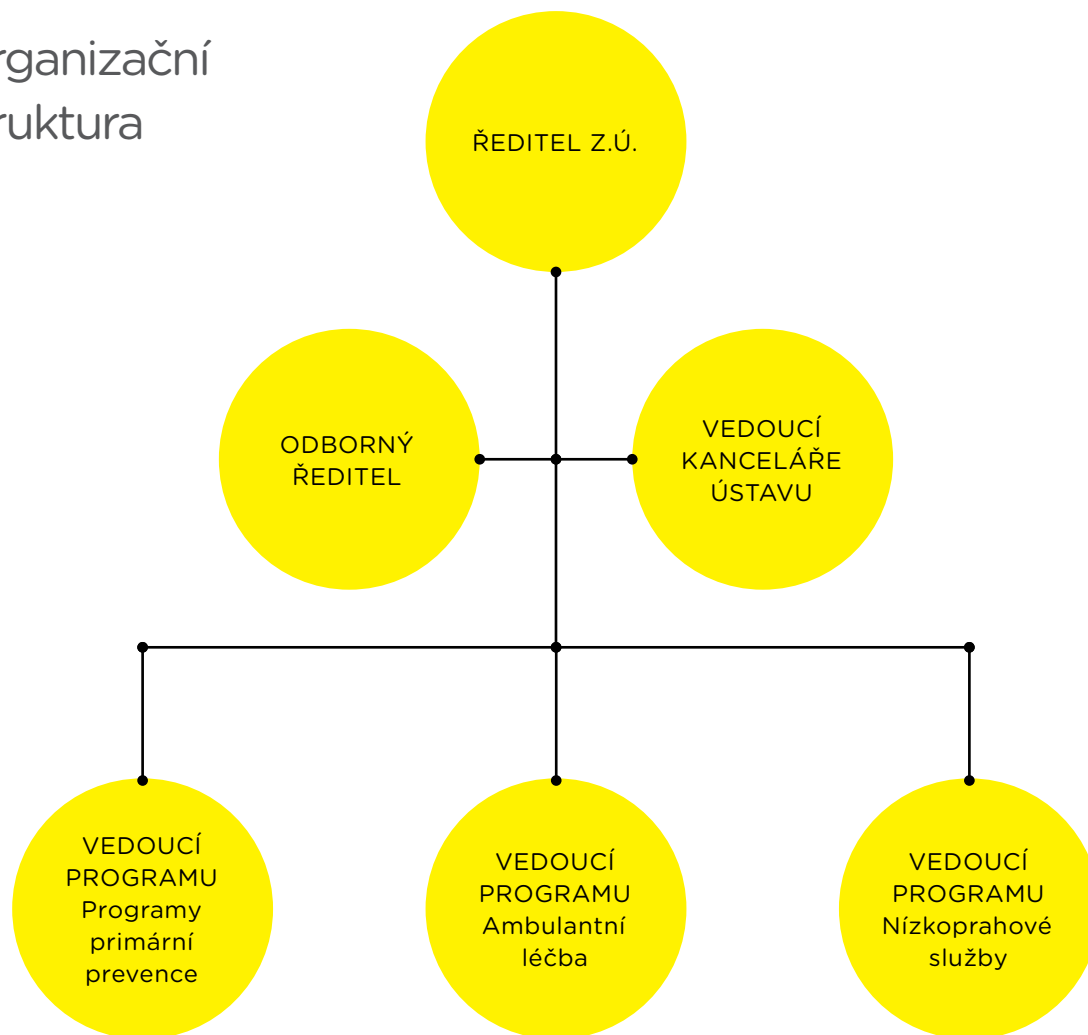 rganizační
ruktura
ŘEDITEL Z.Ú.
ODBORNÝ
ŘEDITEL
VEDOUCÍ
KANCELÁŘE
ÚSTAVU
VEDOUCÍ
PROGRAMU
Programy
primární
prevence
VEDOUCÍ
PROGRAMU
Ambulantní
léčba
VEDOUCÍ
PROGRAMU
Nízkoprahové
služby